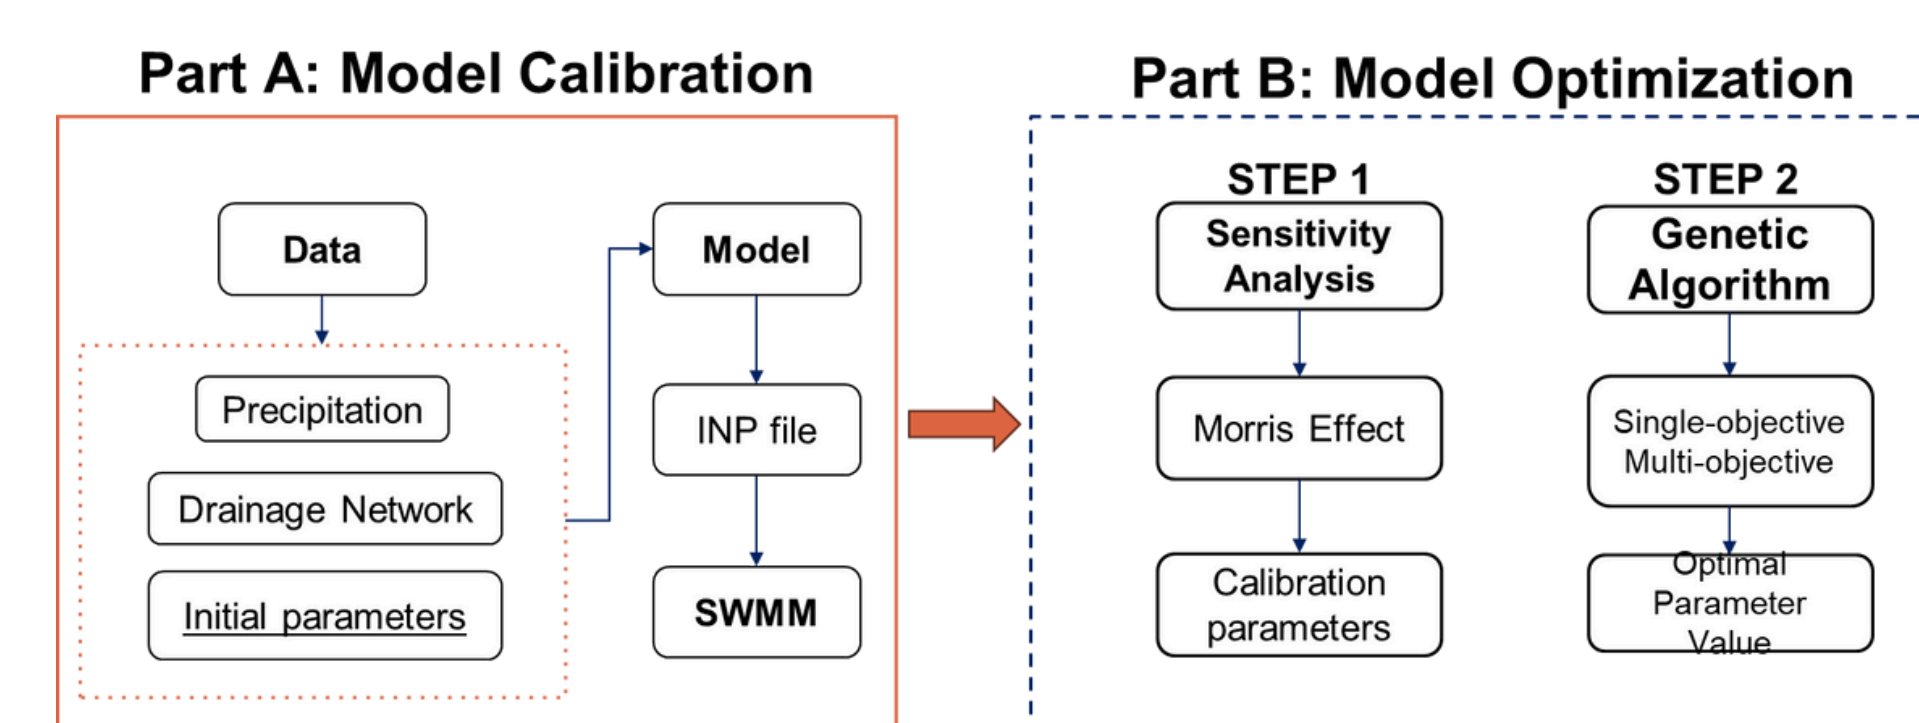 Part A: Model Calibration
Data
Precipitation
Drainage Network
Initial parameters
Model
INP file
SWMM
Part B: Model Optimization
STEP 1
Sensitivity
Analysis
Morris Effect
Calibration
parameters
STEP 2
Genetic
Algorithm
Single-objective
Multi-objective
Optimal
Parameter
Value